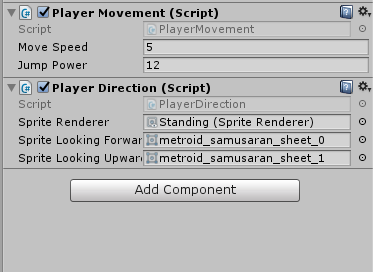 Player Movement (Script)
Script PlayerMovement
Move Speed 5
Jump Power 12
Player Direction (Script)
Script PlayerDirection
Sprite Renderer Standing (Sprite Renderer)
Sprite Looking Forwar metroid_samusaran_sheet_0
Sprite Looking Upwar metroid_samusaran_sheet_1
Add Component